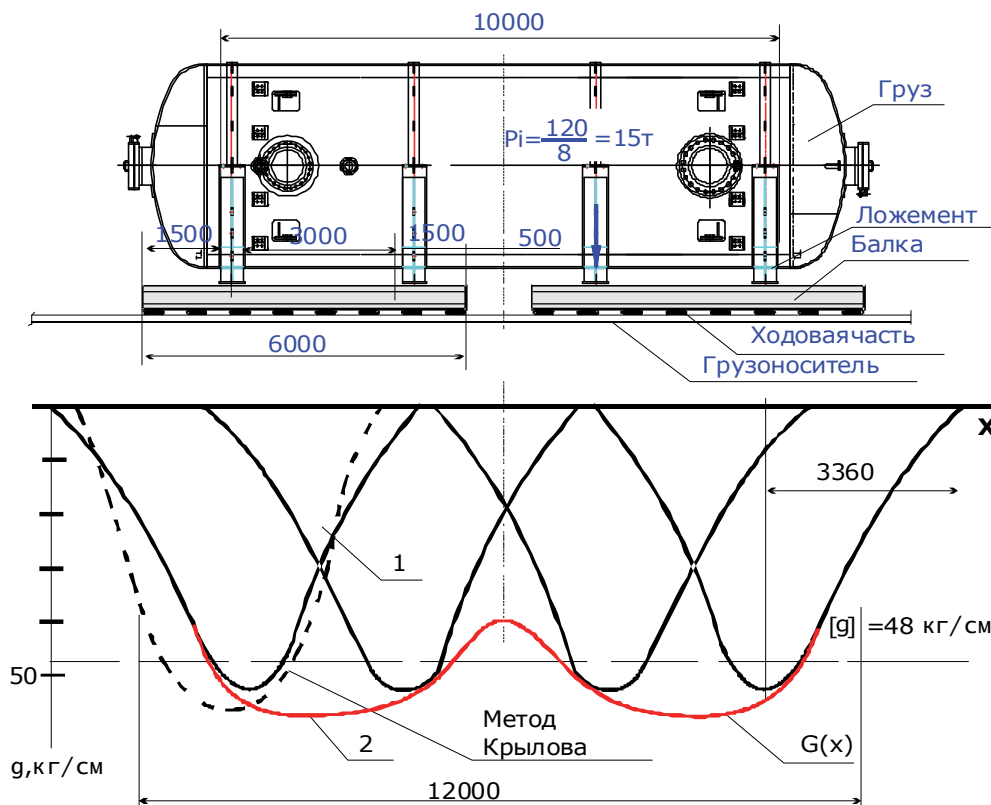 10000
Груз
Pi=120/8 =15т
1500
3000
1500
500
Ложемент
Балка
Ходоваячасть
6000
Грузоноситель
X
3360
1
[g] =48 кг/см
50
2
Метод
Крылова
G(x)
g,кг/см
12000